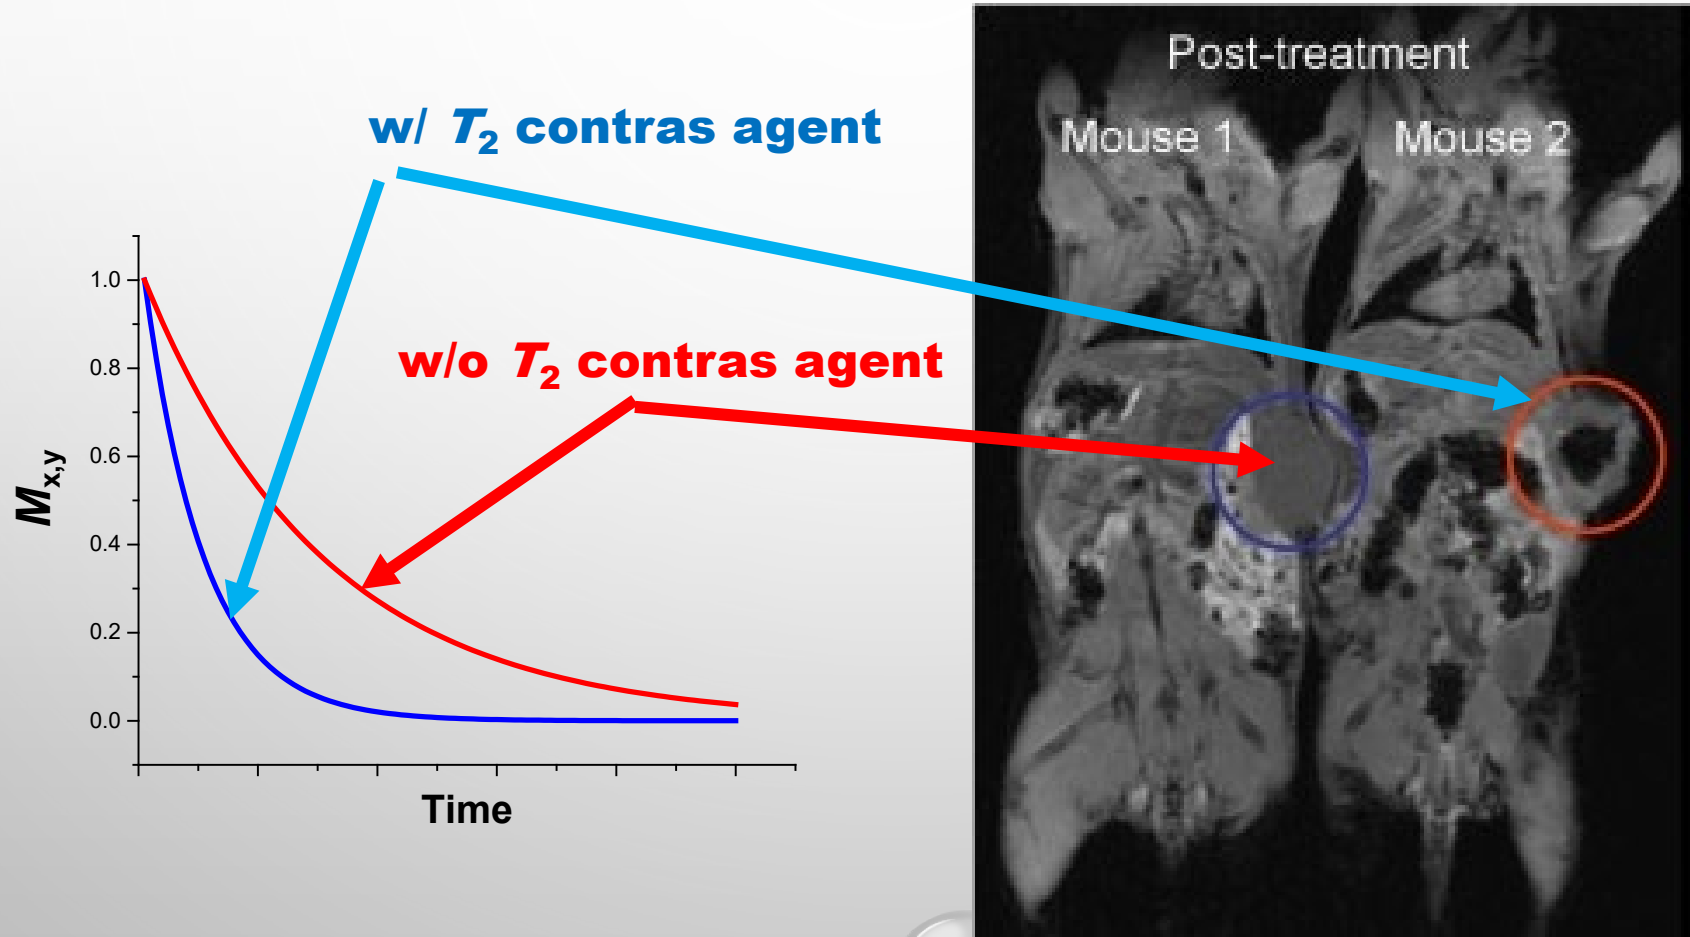 Post-treatment
Mouse 1
Mouse 2
w/ T2 contras agent
w/o T2 contras agent
1.0
0.8
0.6
0.4
0.2
0.0
Mx,y
Time